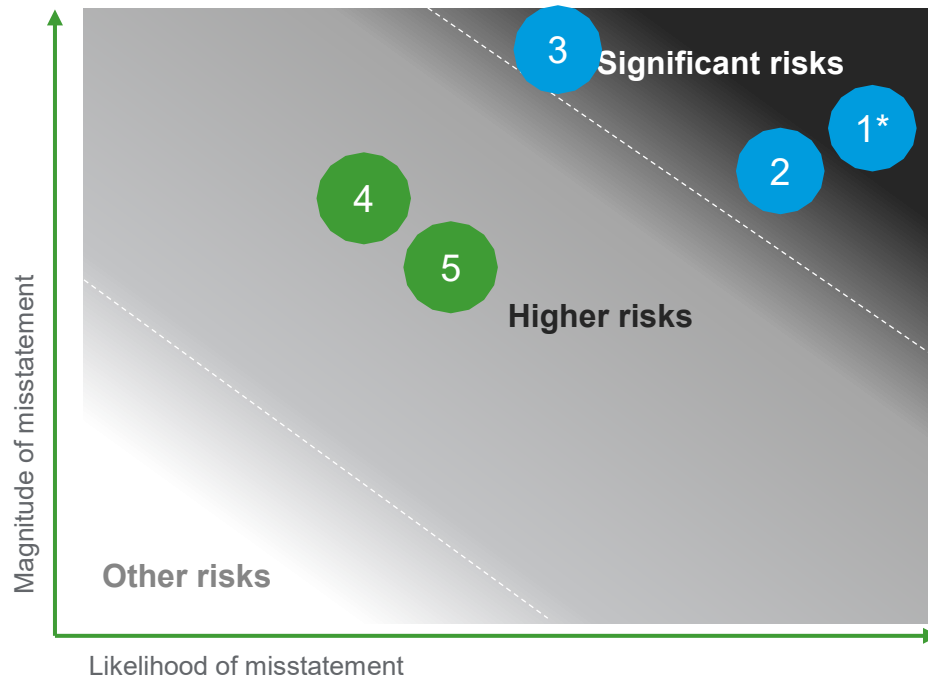 3
Significant risks
1*
2
4
5
Higher risks
Other risks
Magnitude of misstatement
Likelihood of misstatement